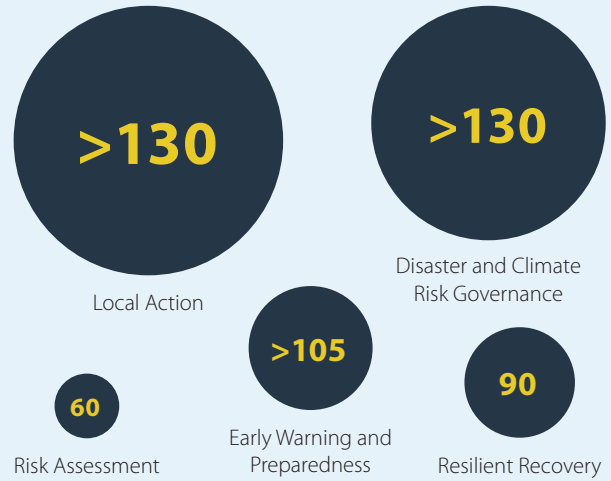 >130
Local Action
>130
Disaster and Climate
Risk Governance
60
Risk Assessment
>105
Early Warning and
Preparedness
90
Resilient Recovery